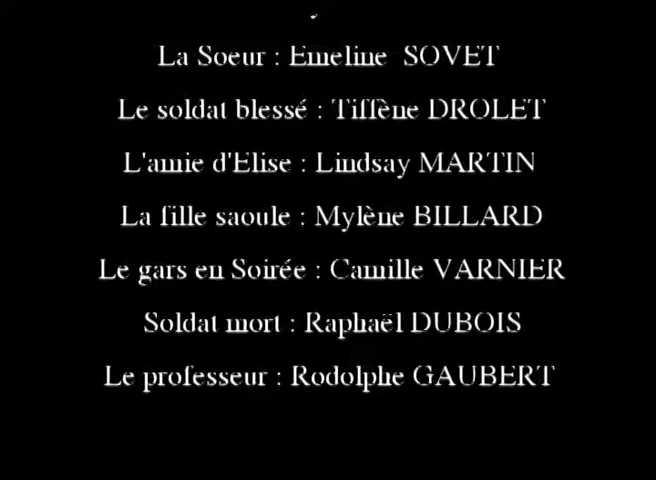 La Soeur : Emeline SOVET
Le soldat blessé : Tiffène DROLET
L'amie d'Elise : Lindsay MARTIN
La fille saoule : Mylène BILLARD
Le gars en Soirée : Camille VARNIER
Soldat mort : Raphaël DUBOIS
Le professeur : Rodolphe GAUBERT